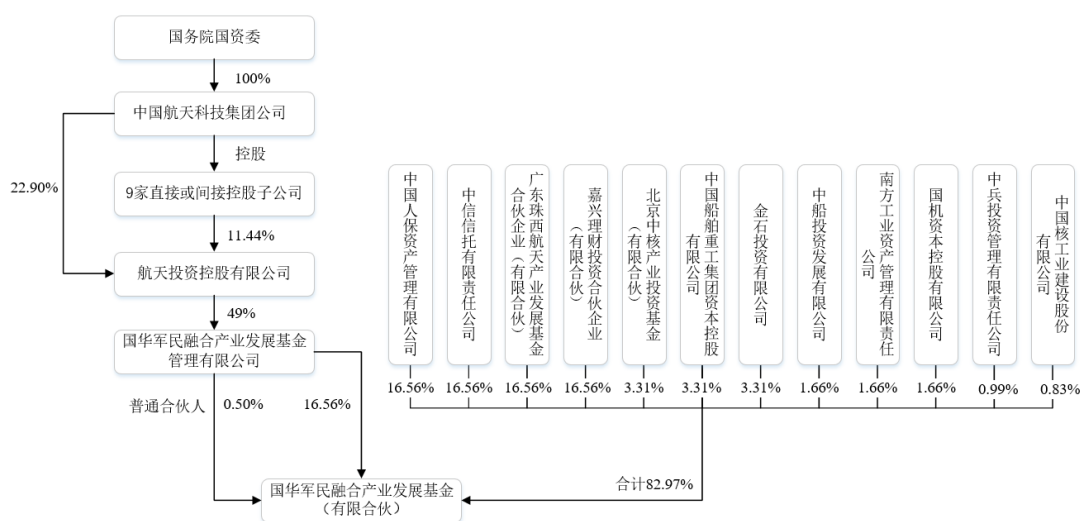 国务院国资委
100%
中国航天科技集团公司
控股
22.90%
9家直接或间接控股子公司
11.44%
航天投资控股有限公司
49%
国华军民融合产业发展基金
管理有限公司
普通合伙人
0.50%
16.56%
中国人保资产管理有限公司
中信信托有限责任公司
广东珠西航天产业发展基金
合伙企业（有限合伙）
嘉兴理财投资合伙企业
（有限合伙）
北京中核产业投资基金
（有限合伙）
中国船舶重工集团资本控股
有限公司
金石投资有限公司
中船投资发展有限公司
南方工业资产管理有限责任
公司
国机资本控股有限公司
中兵投资管理有限责任公司
中国核工业建设股份
有限公司
16.56%
16.56%
16.56%
16.56%
3.31%
3.31%
3.31%
1.66%
1.66%
1.66%
0.99%
0.83%
合计82.97%
国华军民融合产业发展基金
（有限合伙）